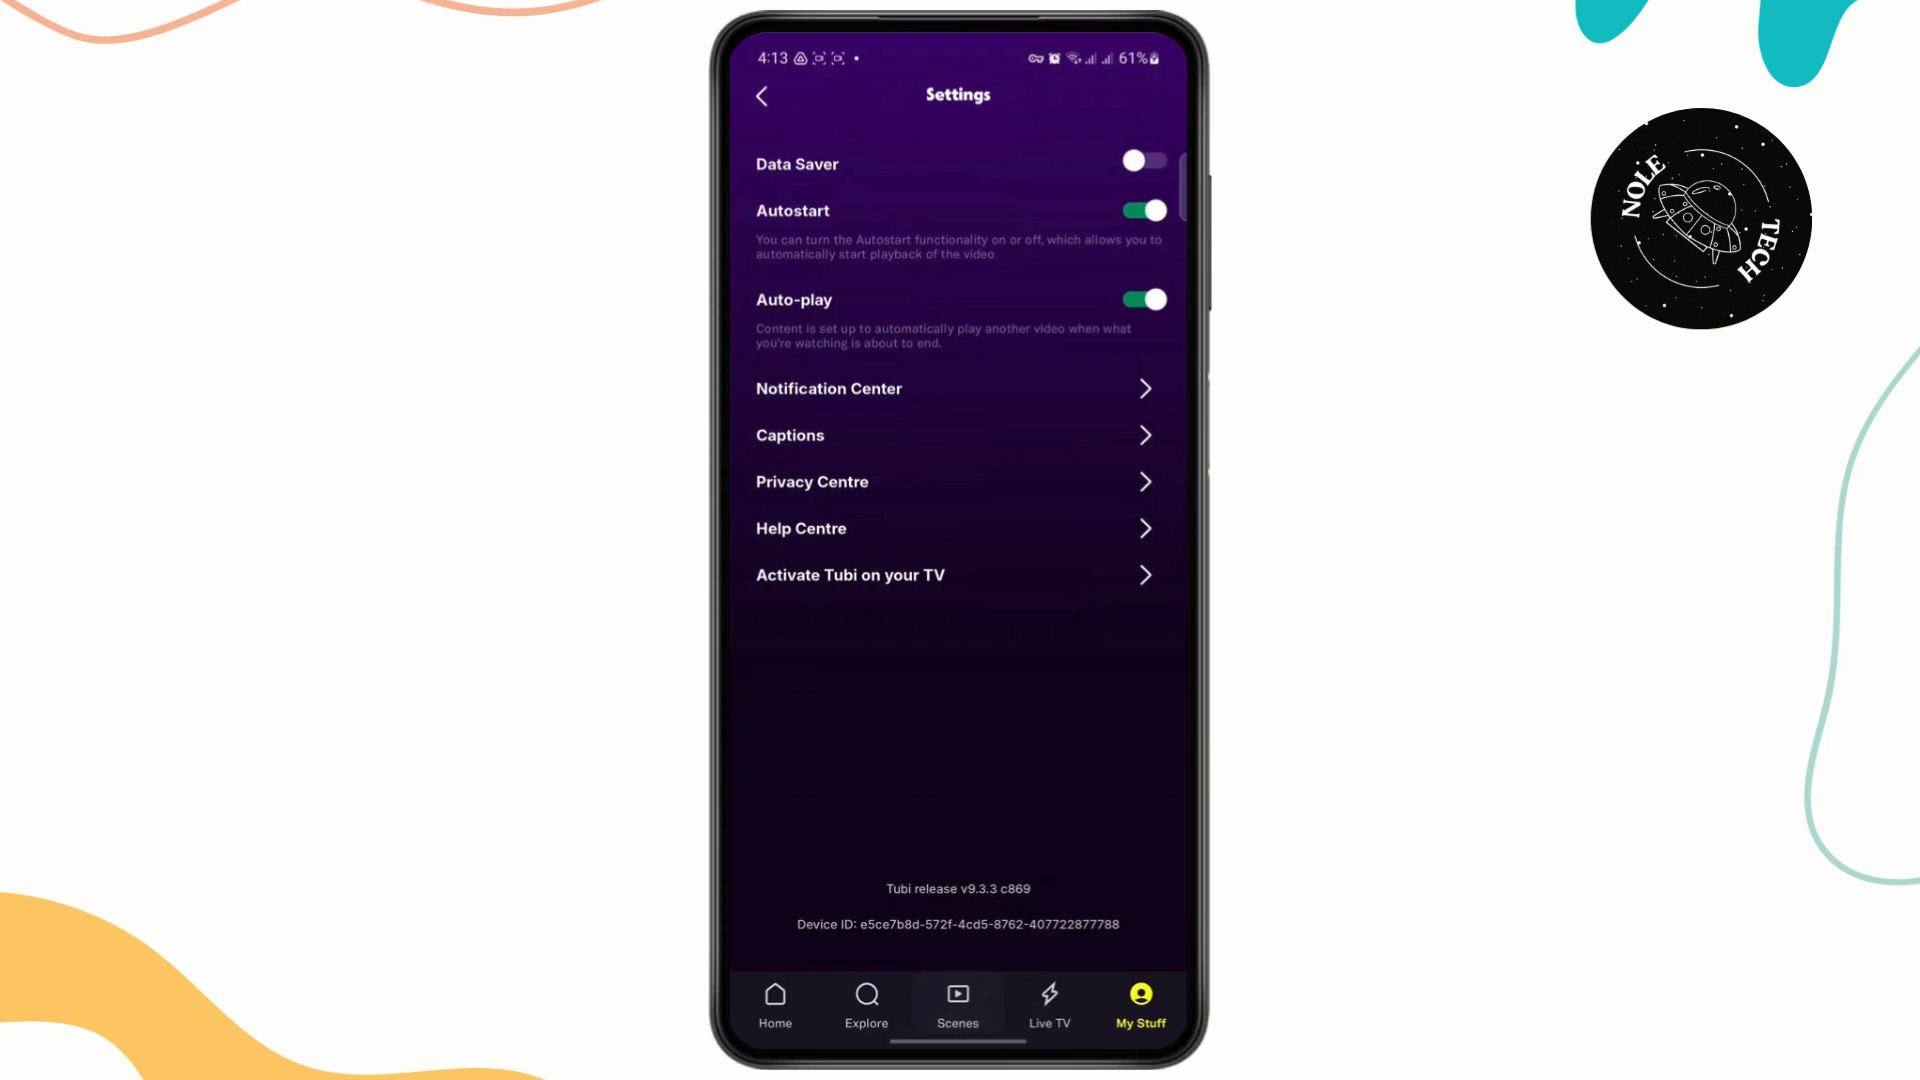 4:13
61%
Settings
Data Saver
Autostart
You can turn the Autostart functionality on or off, which allows you to
automatically start playback of the video
Auto-play
Content is set up to automatically play another video when what
you're watching is about to end.
Notification Center
Captions
Privacy Centre
Help Centre
Activate Tubi on your TV
Tubi release v9.3.3 c869
Device ID: e5ce7b8d-572f-4cd5-8762-407722877788
Home
Explore
Scenes
Live TV
My Stuff
NOLE
TECH